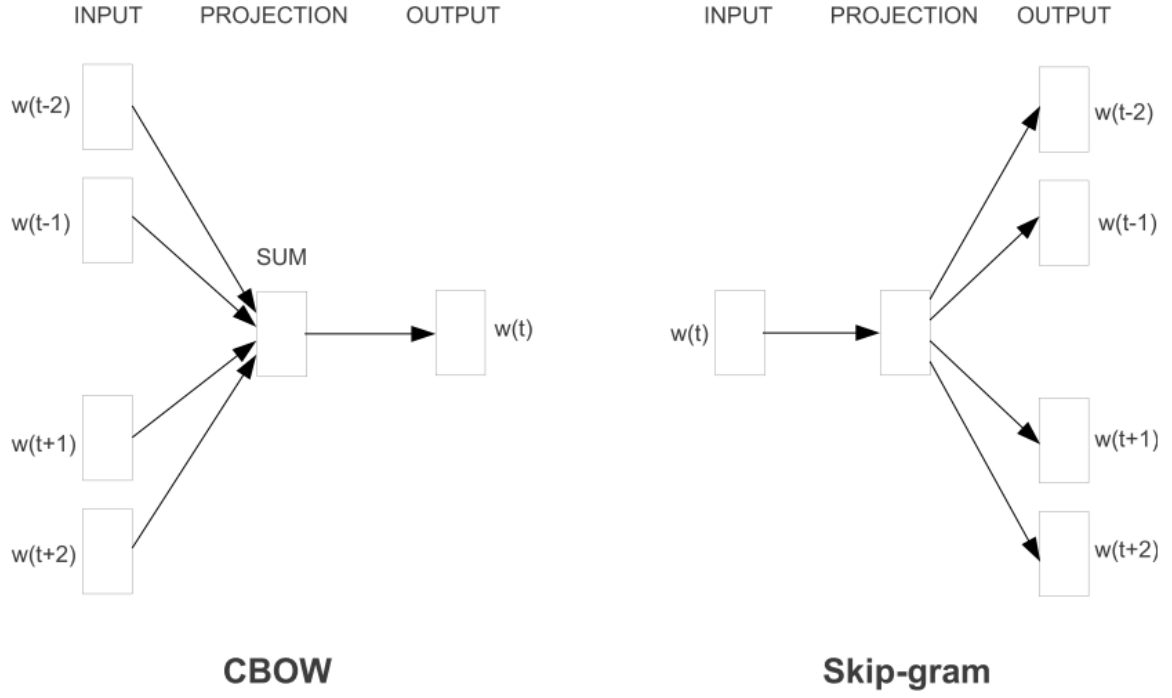 INPUT PROJECTION OUTPUT
w(t-2)
w(t-1)
SUM
w(t)
w(t+1)
w(t+2)
CBOW
INPUT PROJECTION OUTPUT
w(t-2)
w(t-1)
w(t)
w(t+1)
w(t+2)
Skip-gram